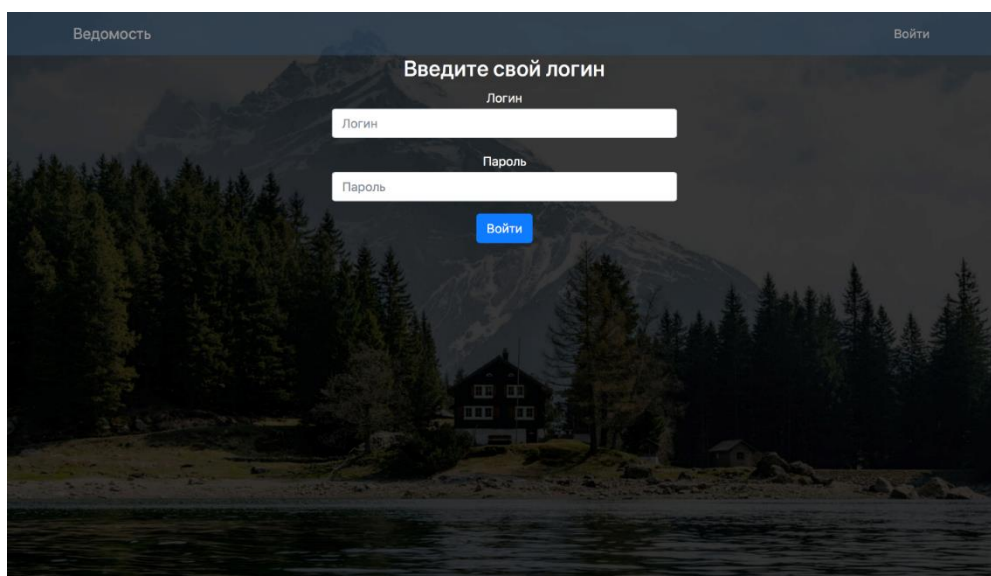 Ведомость
Войти
Введите свой логин
Логин
Логин
Пароль
Пароль
Войти